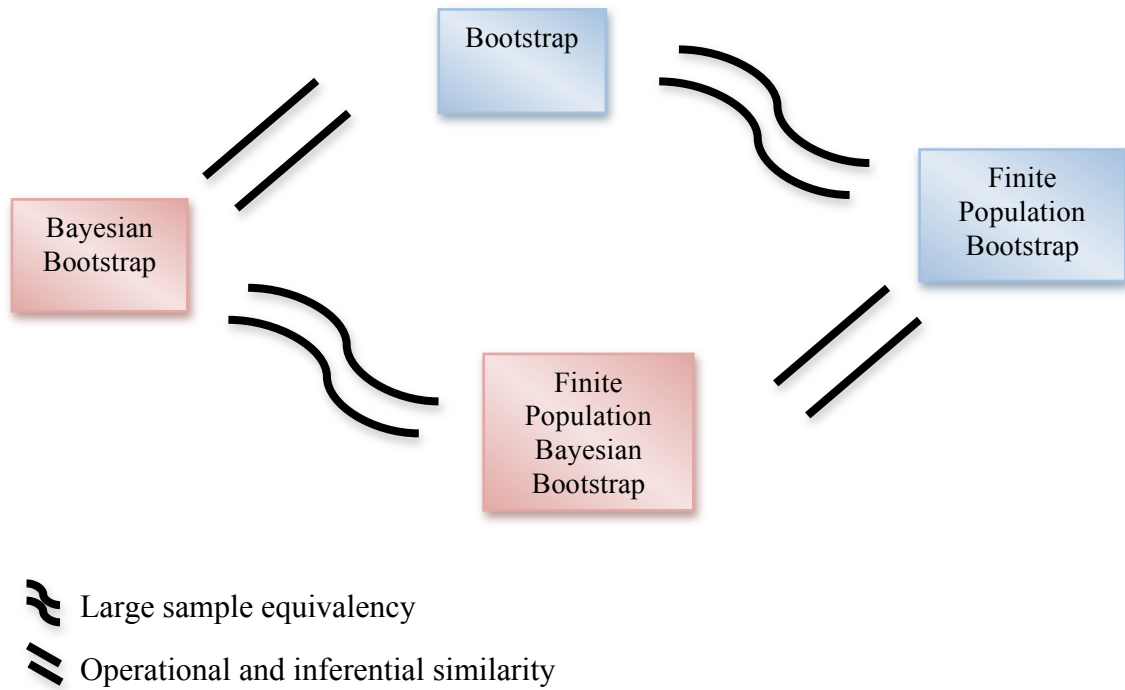 Bootstrap
Finite
Population
Bootstrap
Bayesian
Bootstrap
Finite
Population
Bayesian
Bootstrap
Large sample equivalency
Operational and inferential similarity